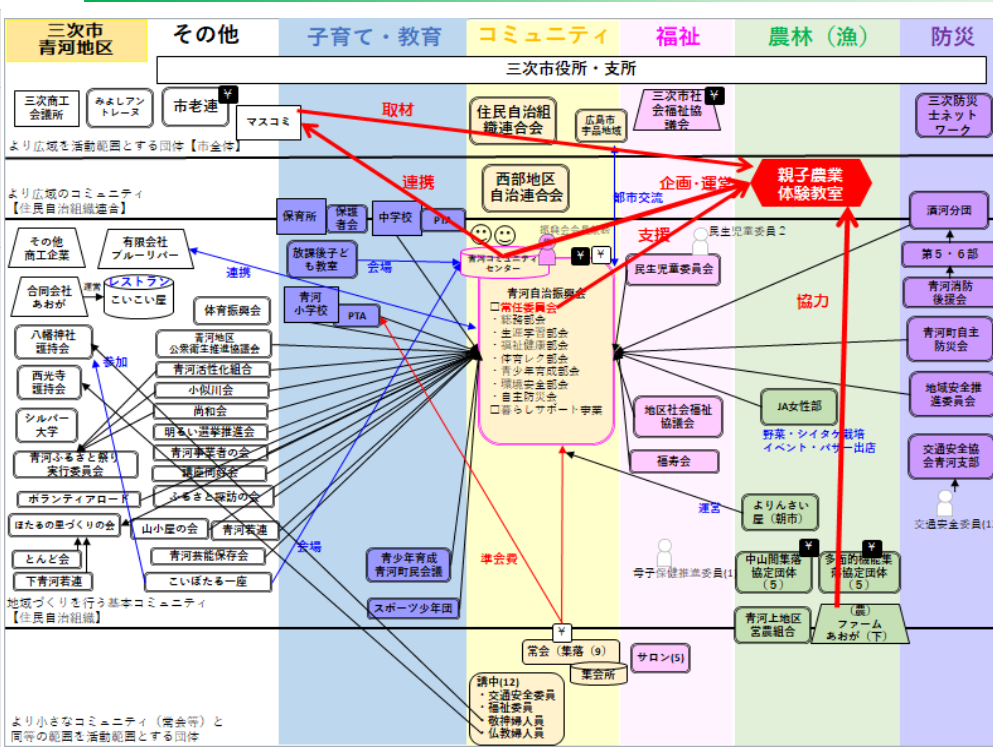 三次市
青河地区
その他
子育て・教育
コミュニティ
福祉
農林（漁）
防災
三次市役所・支所
三次商工
会議所
みよしアン
トレーヌ
市老連
¥
マスコミ
取材
住民自治組
織連合会
広島市
宇品地域
三次市社
会福祉協
議会
¥
三次防災
士ネット
ワーク
より広域を活動範囲とする団体【市全体】
より広域のコミュニティ
【住民自治組織連合】
連携
西部地区
自治連合会
都市交流
企画・運営
親子農業
体験教室
保育所
保護
者会
中学校
PTA
支援
民生児童委員２
濱河分団
その他
商工企業
有限会社
ブルーリバー
放課後子ど
も教室
会場
青河コミュニティ
センター
¥
¥
民生児童委員会
第５・６部
連携
合同会社
あおが
運営
レストラン
こいこい屋
青河
小学校
PTA
青河自治振興会
□常任委員会
・総務部会
・生涯学習部会
・福祉健康部会
・体育レク部会
・青少年育成部会
・環境安全部会
・自主防災会
□暮らしサポート事業
青河消防
後援会
協力
体育振興会
八幡神社
護持会
参加
青河地区
公衆衛生推進協議会
青河町自主
防災会
青河活性化組合
西光寺
護持会
小似川会
尚和会
地区社会福祉
協議会
JA女性部
地域安全推
進委員会
シルバー
大学
明るい選挙推進会
野菜・シイタケ栽培
イベント・バザー出店
青河ふるさと祭り
実行委員会
青河事業者の会
講座同好会
福寿会
交通安全協
会青河支部
ボランティアロード
ふるさと探訪の会
運営
よりんさい
屋（朝市）
交通安全委員(1
ほたるの里づくりの会
山小屋の会
青河若連
とんど会
青河芸能保存会
会場
青少年育成
青河町民会議
準会費
母子保健推進委員(1)
中山間集落
協定団体
（5）
¥
多面的機能集
落協定団体
（5）
¥
下青河若連
こいぼたる一座
スポーツ少年団
地域づくりを行う基本コミュニティ
【住民自治組織】
青河上地区
営農組合
（農）
ファーム
あおが（下）
¥
常会（集落（9）
集会所
サロン(5)
講中(12)
・交通安全委員
・福祉委員
・敬神婦人員
・仏教婦人員
より小さなコミュニティ（常会等）と
同等の範囲を活動範囲とする団体